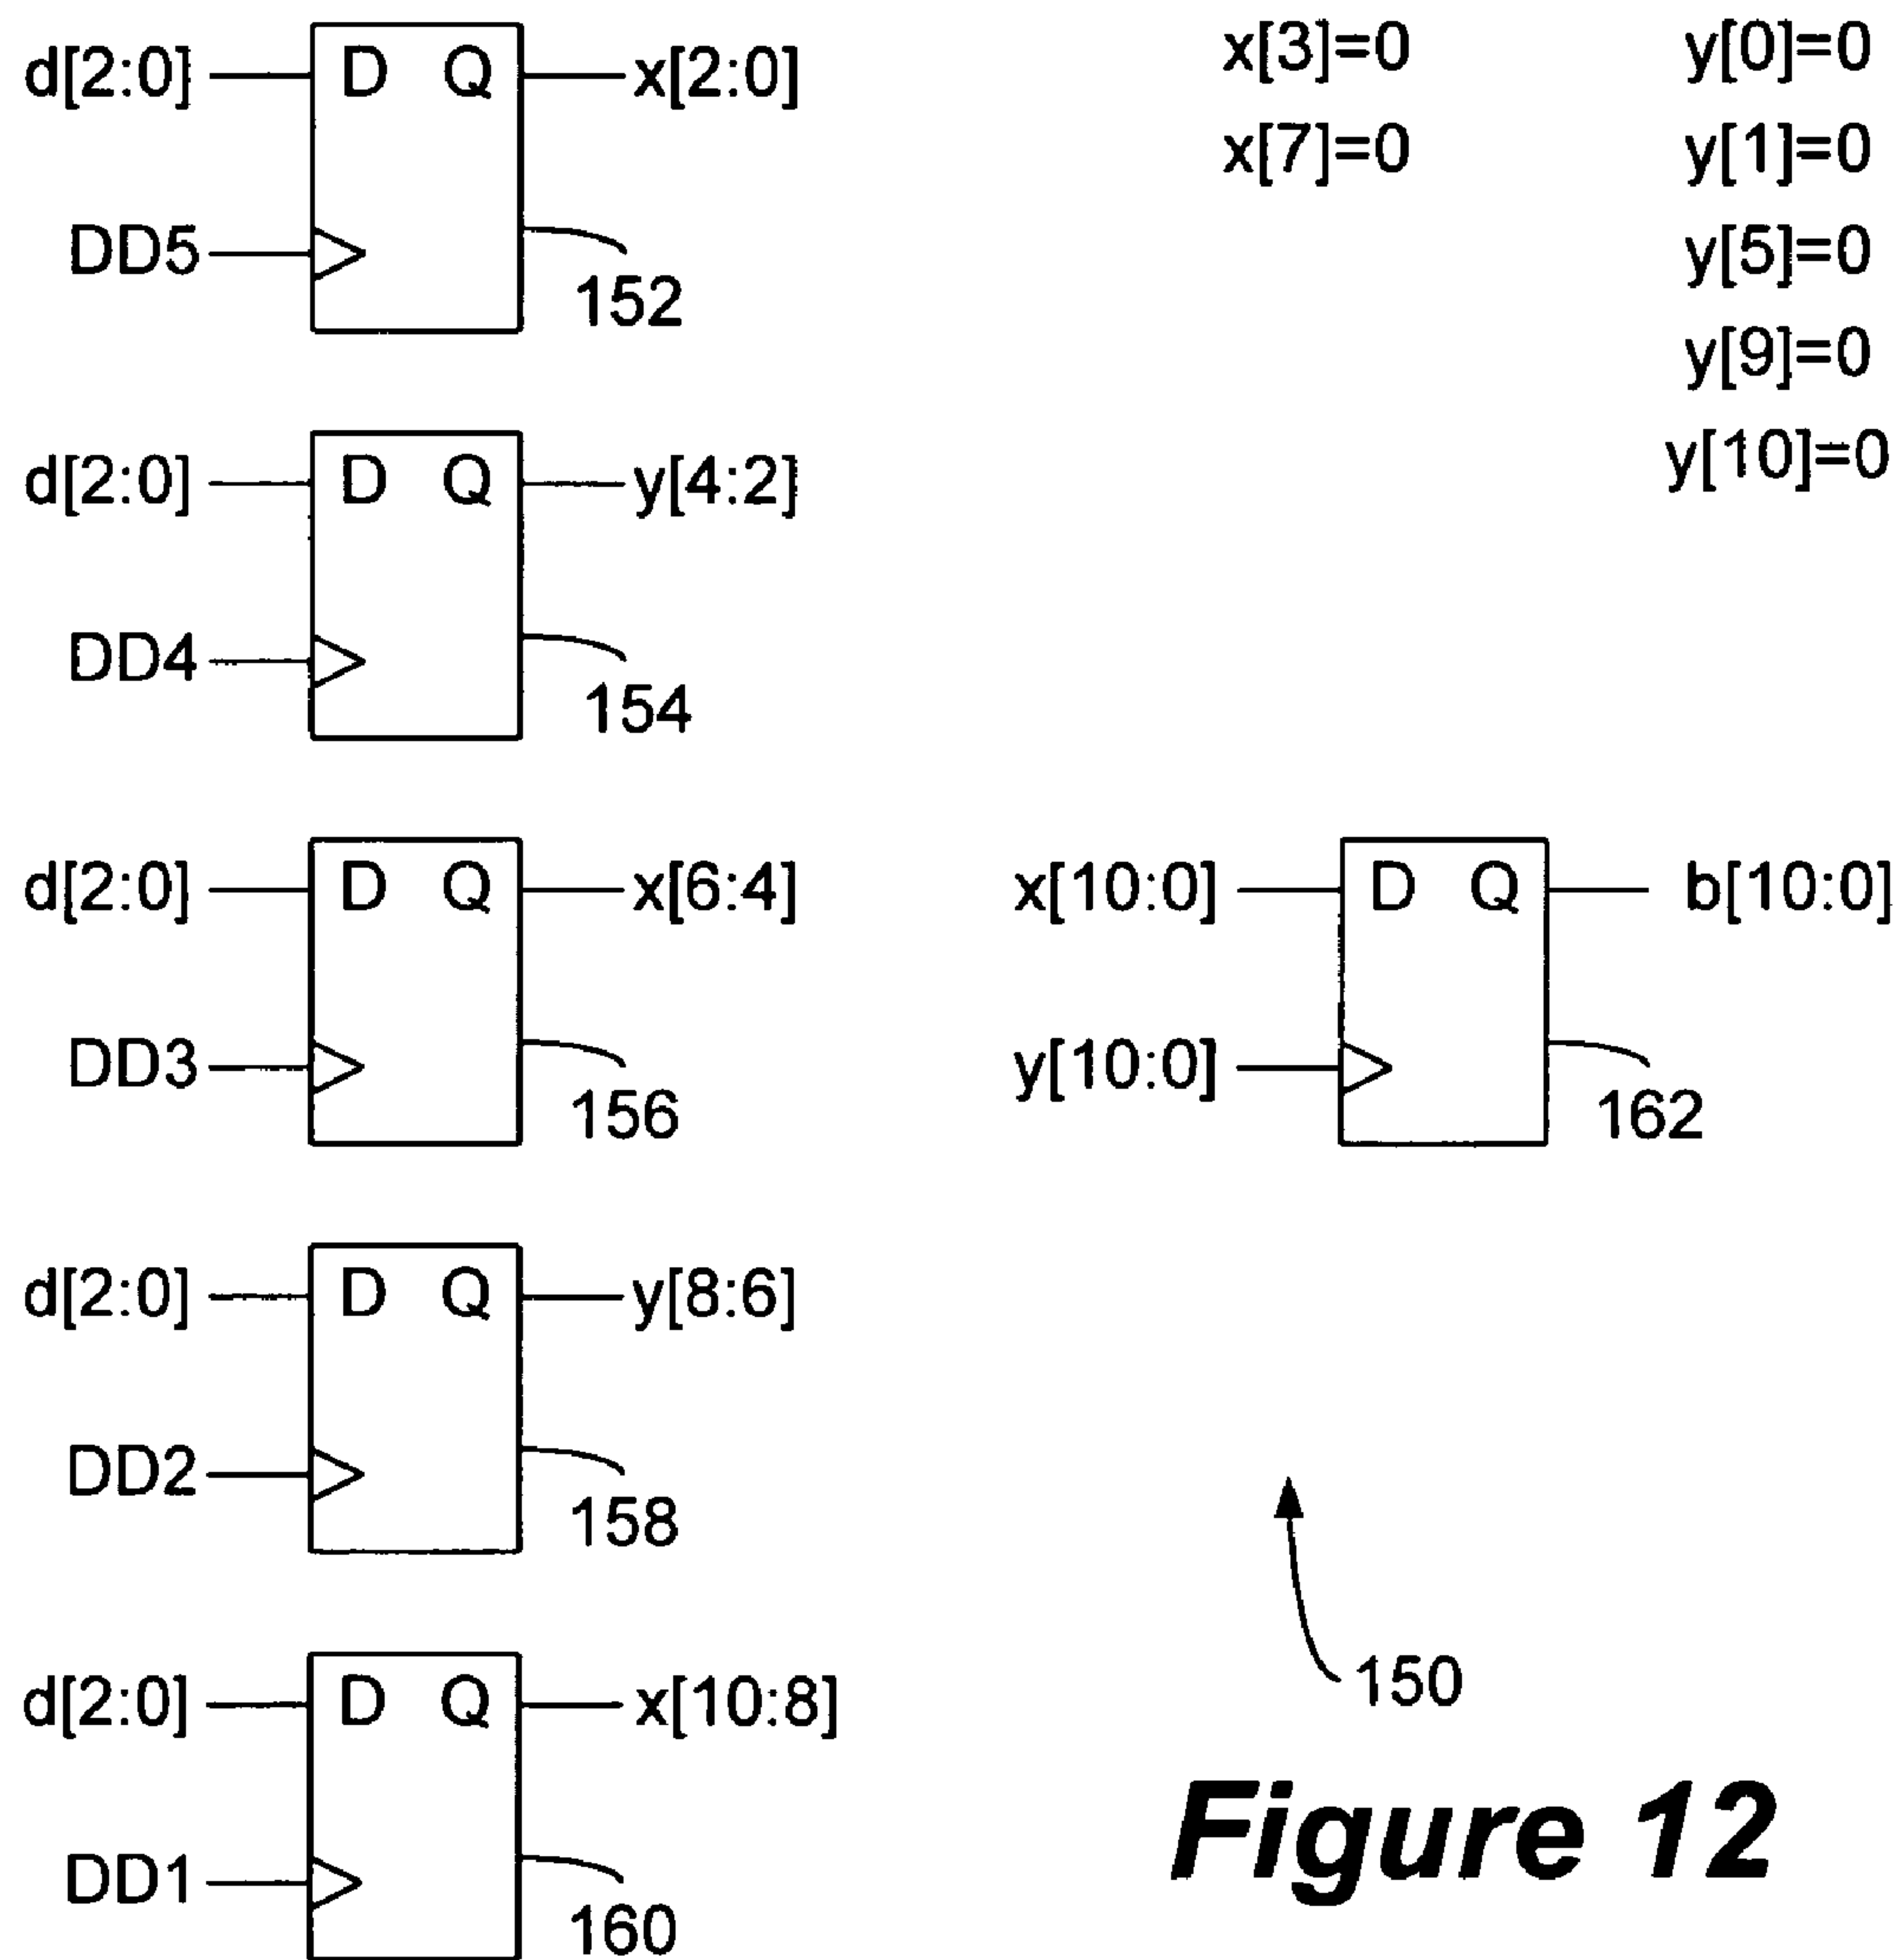 d[2:0] D Q x[2:0]
DD5
152
x[3]=0 y[0]=0
x[7]=0 y[1]=0
y[5]=0
y[9]=0
y[10]=0
d[2:0] D Q y[4:2]
DD4
154
d[2:0] D Q x[6:4]
DD3
156
x[10:0] D Q b[10:0]
y[10:0]
162
d[2:0] D Q y[8:6]
DD2
158
d[2:0] D Q x[10:8]
DD1
160
150
Figure 12